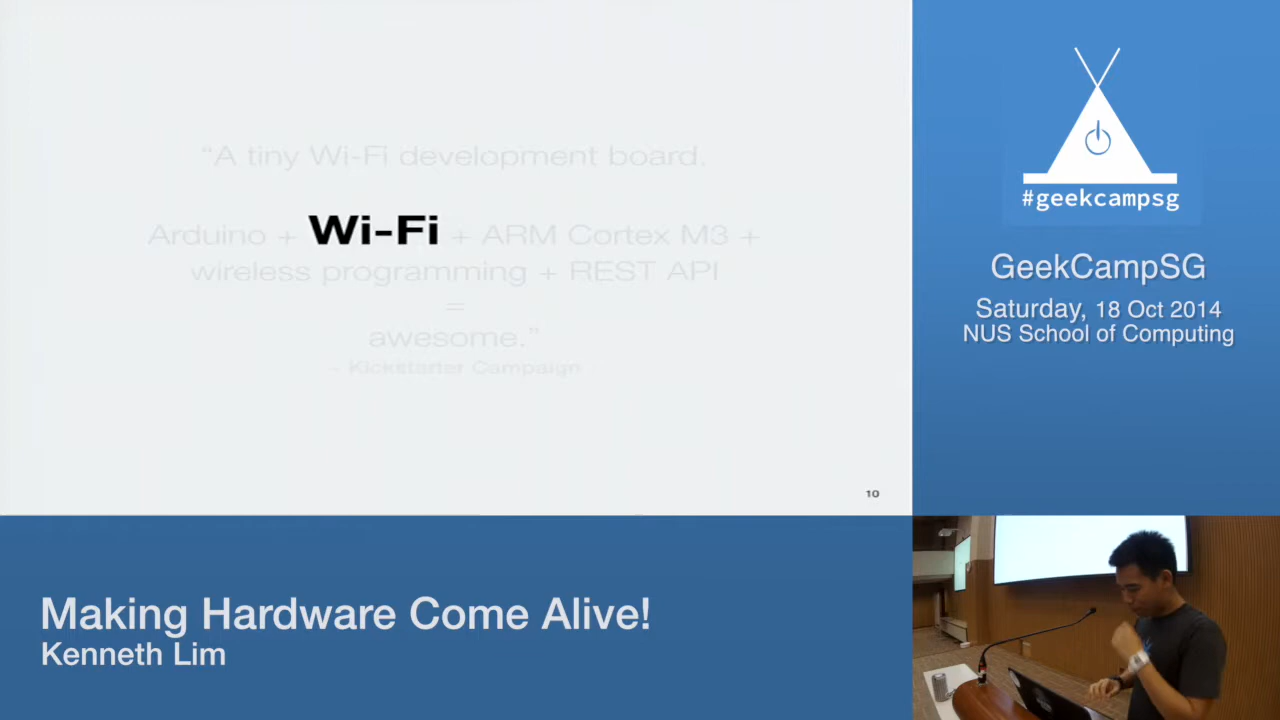 “A tiny Wi-Fi development board.
Arduino + Wi-Fi + ARM Cortex M3 +
wireless programming + REST API
=
awesome.”
- Kickstarter Campaign
10
#geekcampsg
GeekCampSG
Saturday, 18 Oct 2014
NUS School of Computing
Making Hardware Come Alive!
Kenneth Lim